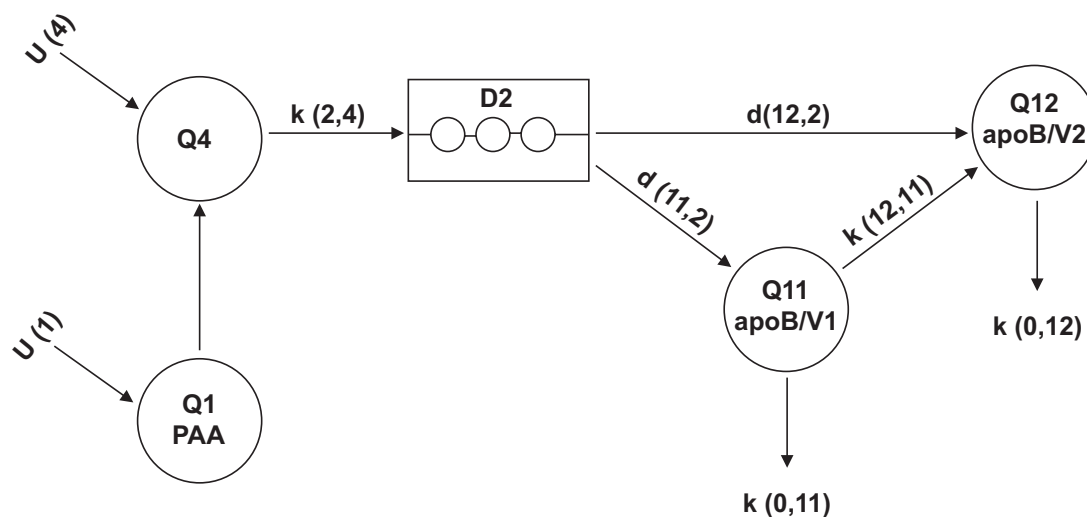 U (4)
Q4
k (2,4)
D2
d(12,2)
Q12
apoB/V2
d (11,2)
k (12,11)
Q11
apoB/V1
k (0,12)
U (1)
Q1
PAA
k (0,11)